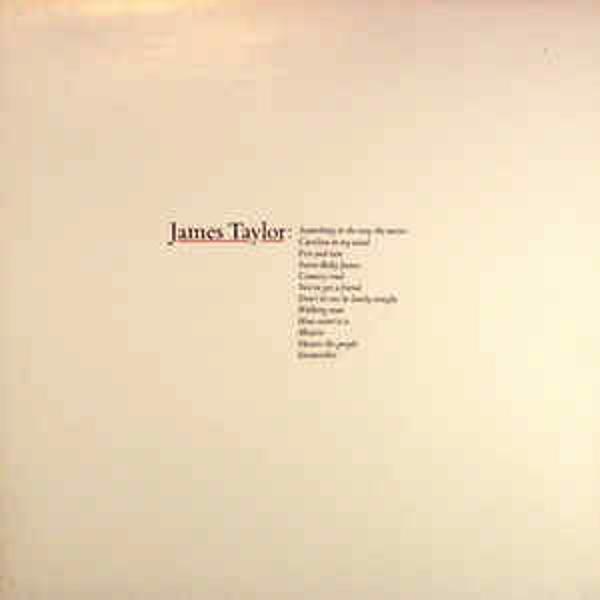 James Taylor:
Something in the way she moves
Carolina in my mind
Fire and rain
Sweet Baby James
Country road
You've got a friend
Don't let me be lonely tonight
Walking man
How sweet it is
Mexico
Shower the people
Steamroller